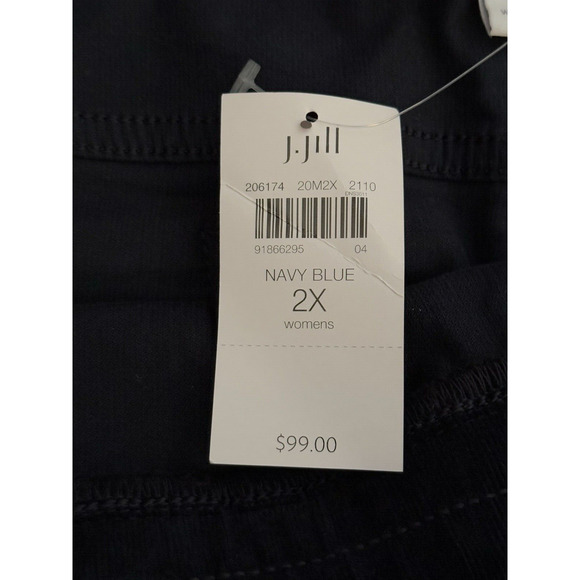 J.Jill
206174 20M2X 2110
91866295 04
NAVY BLUE
2X
womens
$99.00